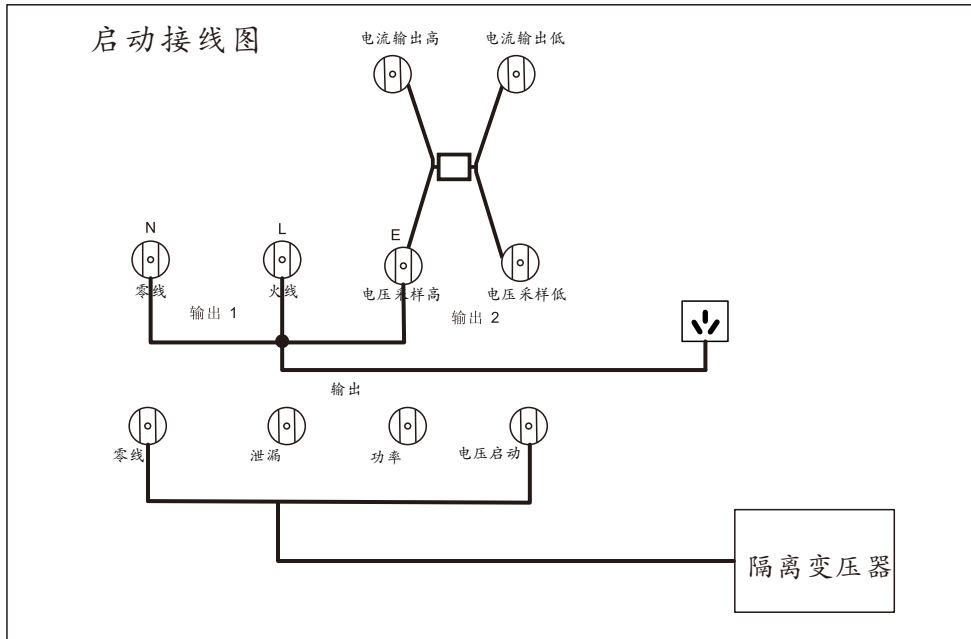 启动接线图
电流输出高 电流输出低
N L E
零线 火线 电压采样高 电压采样低
输出 1 输出 2
输出
零线 泄漏 功率 电压启动
隔离变压器